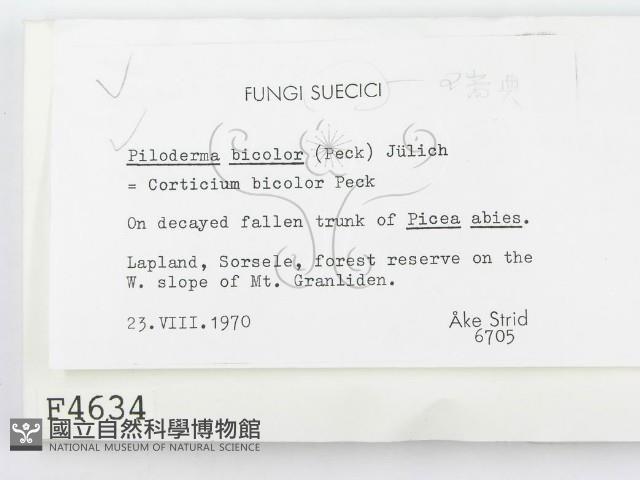 FUNGI SUECICI
瑞典
Piloderma bicolor (Peck) Jülich
= Corticium bicolor Peck
On decayed fallen trunk of Picea abies.
Lapland, Sorsele, forest reserve on the
W. slope of Mt. Granliden.
23.VIII.1970
Åke Strid
6705
F4634
國立自然科學博物館
NATIONAL MUSEUM OF NATURAL SCIENCE